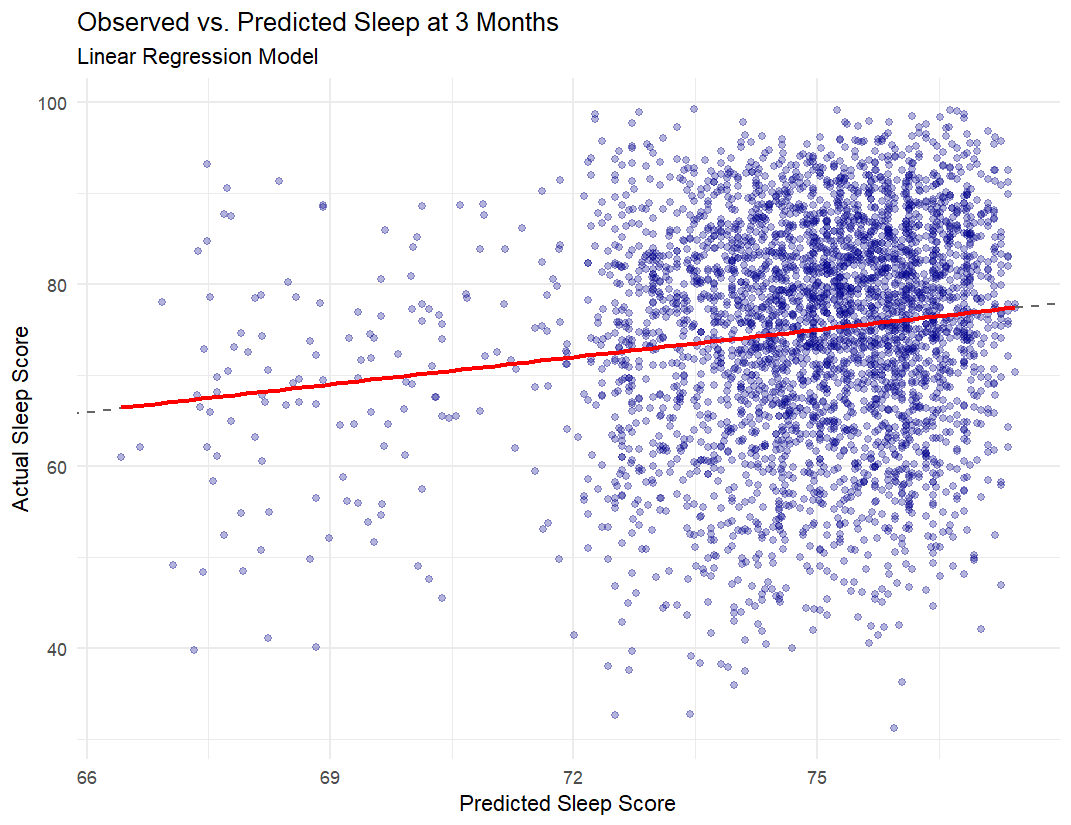 Observed vs. Predicted Sleep at 3 Months
Linear Regression Model
100
80
60
40
Actual Sleep Score
66
69
72
75
Predicted Sleep Score